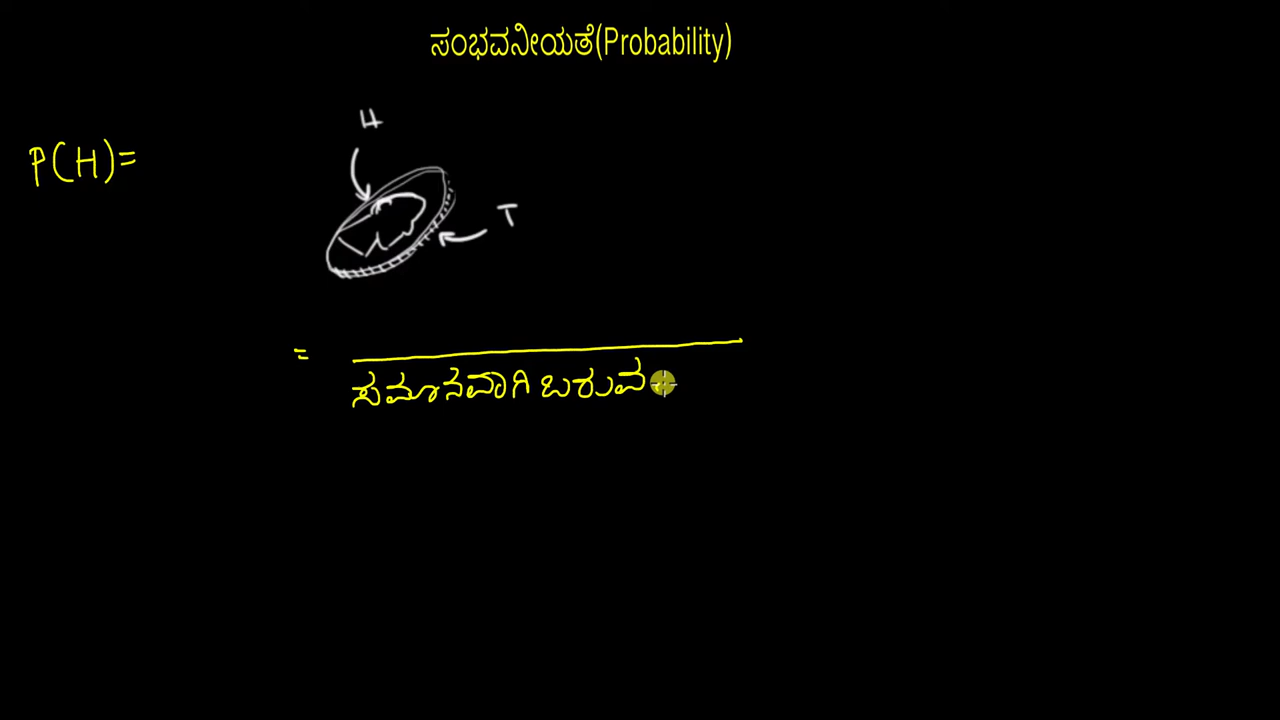 ಸಂಭವನೀಯತೆ(Probability)
H
P(H)=
T
=
ಸಮಾನವಾಗಿ ಬರುವ